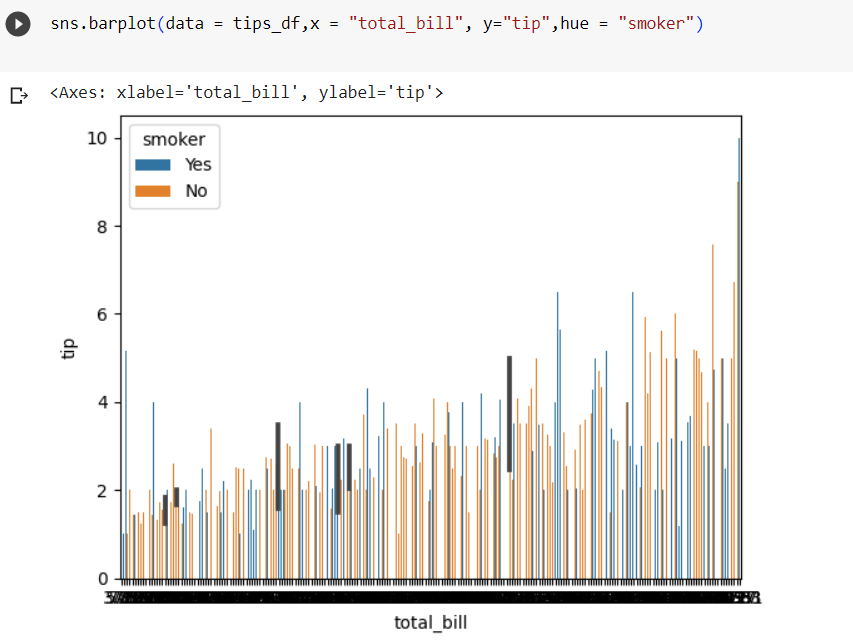 sns.barplot(data = tips_df,x = "total_bill", y="tip",hue = "smoker")
<Axes: xlabel='total_bill', ylabel='tip'>
smoker
Yes
No
10
8
6
4
2
0
tip
total_bill